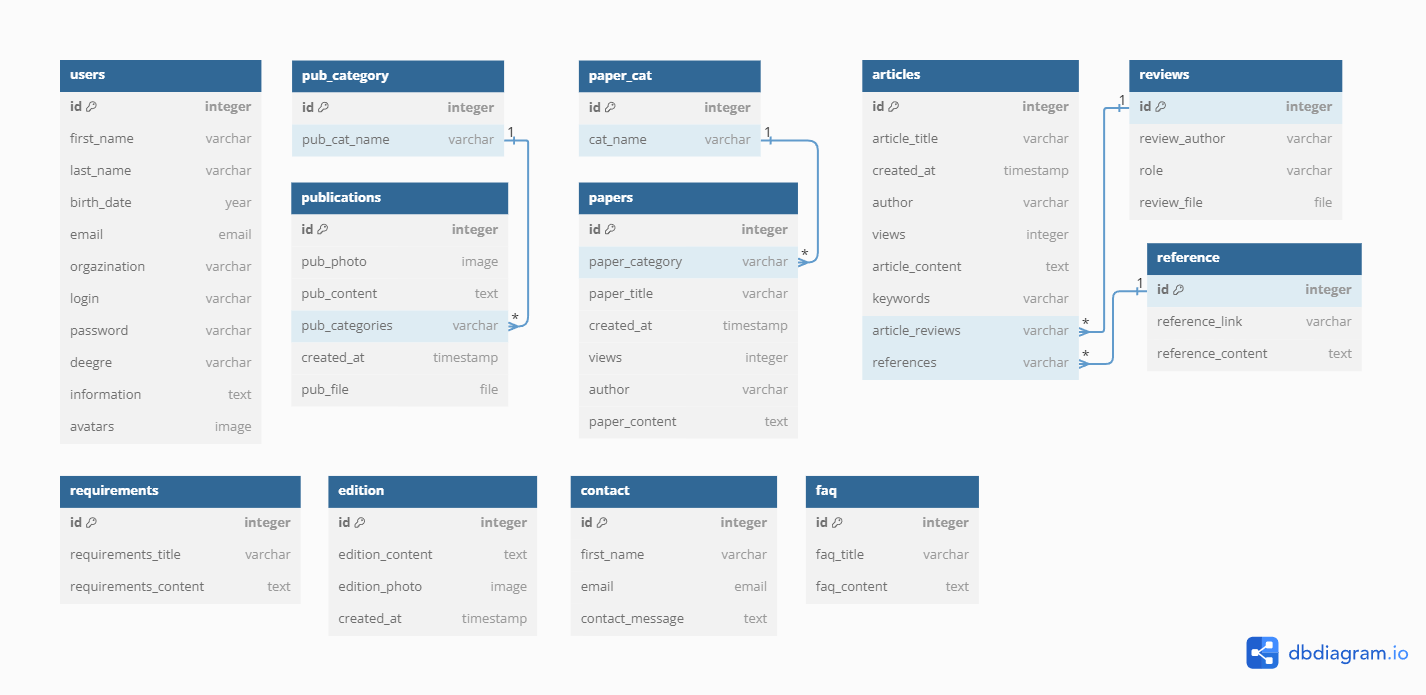 users
id integer
first_name varchar
last_name varchar
birth_date year
email email
orgazination varchar
login varchar
password varchar
deegre varchar
information text
avatars image
pub_category
id integer
pub_cat_name varchar
1
publications
id integer
pub_photo image
pub_content text
pub_categories varchar
*
created_at timestamp
pub_file file
paper_cat
id integer
cat_name varchar
1
papers
id integer
paper_category varchar
*
paper_title varchar
created_at timestamp
views integer
author varchar
paper_content text
articles
id integer
article_title varchar
created_at timestamp
author varchar
views integer
article_content text
keywords varchar
article_reviews varchar
*
references varchar
*
reviews
1
id integer
review_author varchar
role varchar
review_file file
reference
1
id integer
reference_link varchar
reference_content text
requirements
id integer
requirements_title varchar
requirements_content text
edition
id integer
edition_content text
edition_photo image
created_at timestamp
contact
id integer
first_name varchar
email email
contact_message text
faq
id integer
faq_title varchar
faq_content text
dbdiagram.io